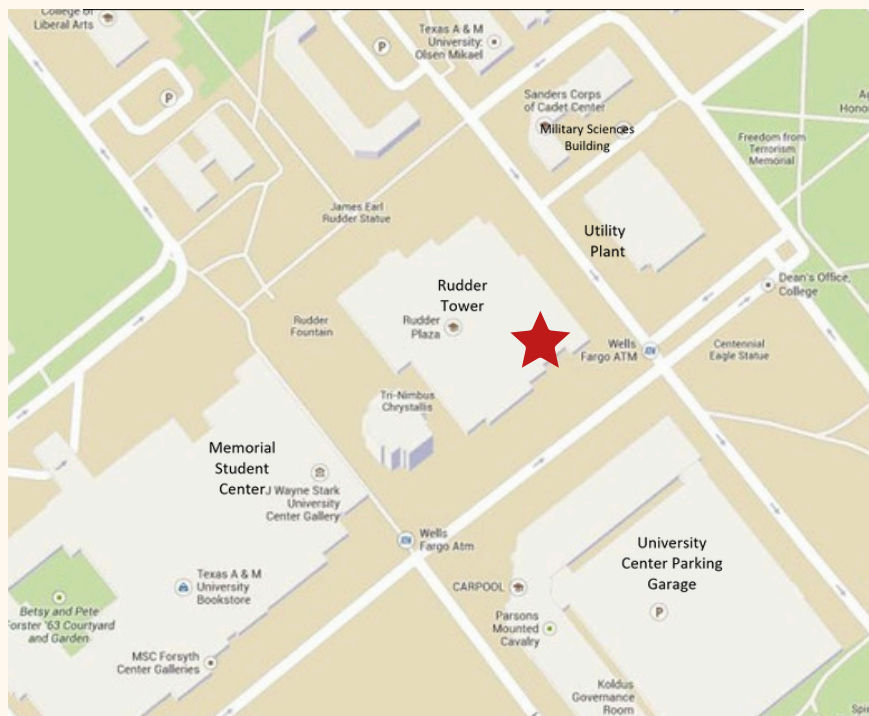 College of
Liberal Arts
P
P
Texas A & M
University:
Olsen Mikael
Sanders Corps
of Cadet Center
Military Sciences
Building
Freedom from
Terrorism
Memorial
James Earl
Rudder Statue
Utility
Plant
Dean's Office,
College
Rudder
Tower
Rudder
Plaza
Rudder
Fountain
Wells
Fargo ATM
Centennial
Eagle Statue
Tri-Nimbus
Chrystallis
Memorial
Student
Center
J Wayne Stark
University
Center Gallery
Wells
Fargo Atm
University
Center Parking
Garage
P
CARPOOL
Texas A & M
University
Bookstore
Parsons
Mounted
Cavalry
Betsy and Pete
Forster '63 Courtyard
and Garden
MSC Forsyth
Center Galleries
Koldus
Governance
Room